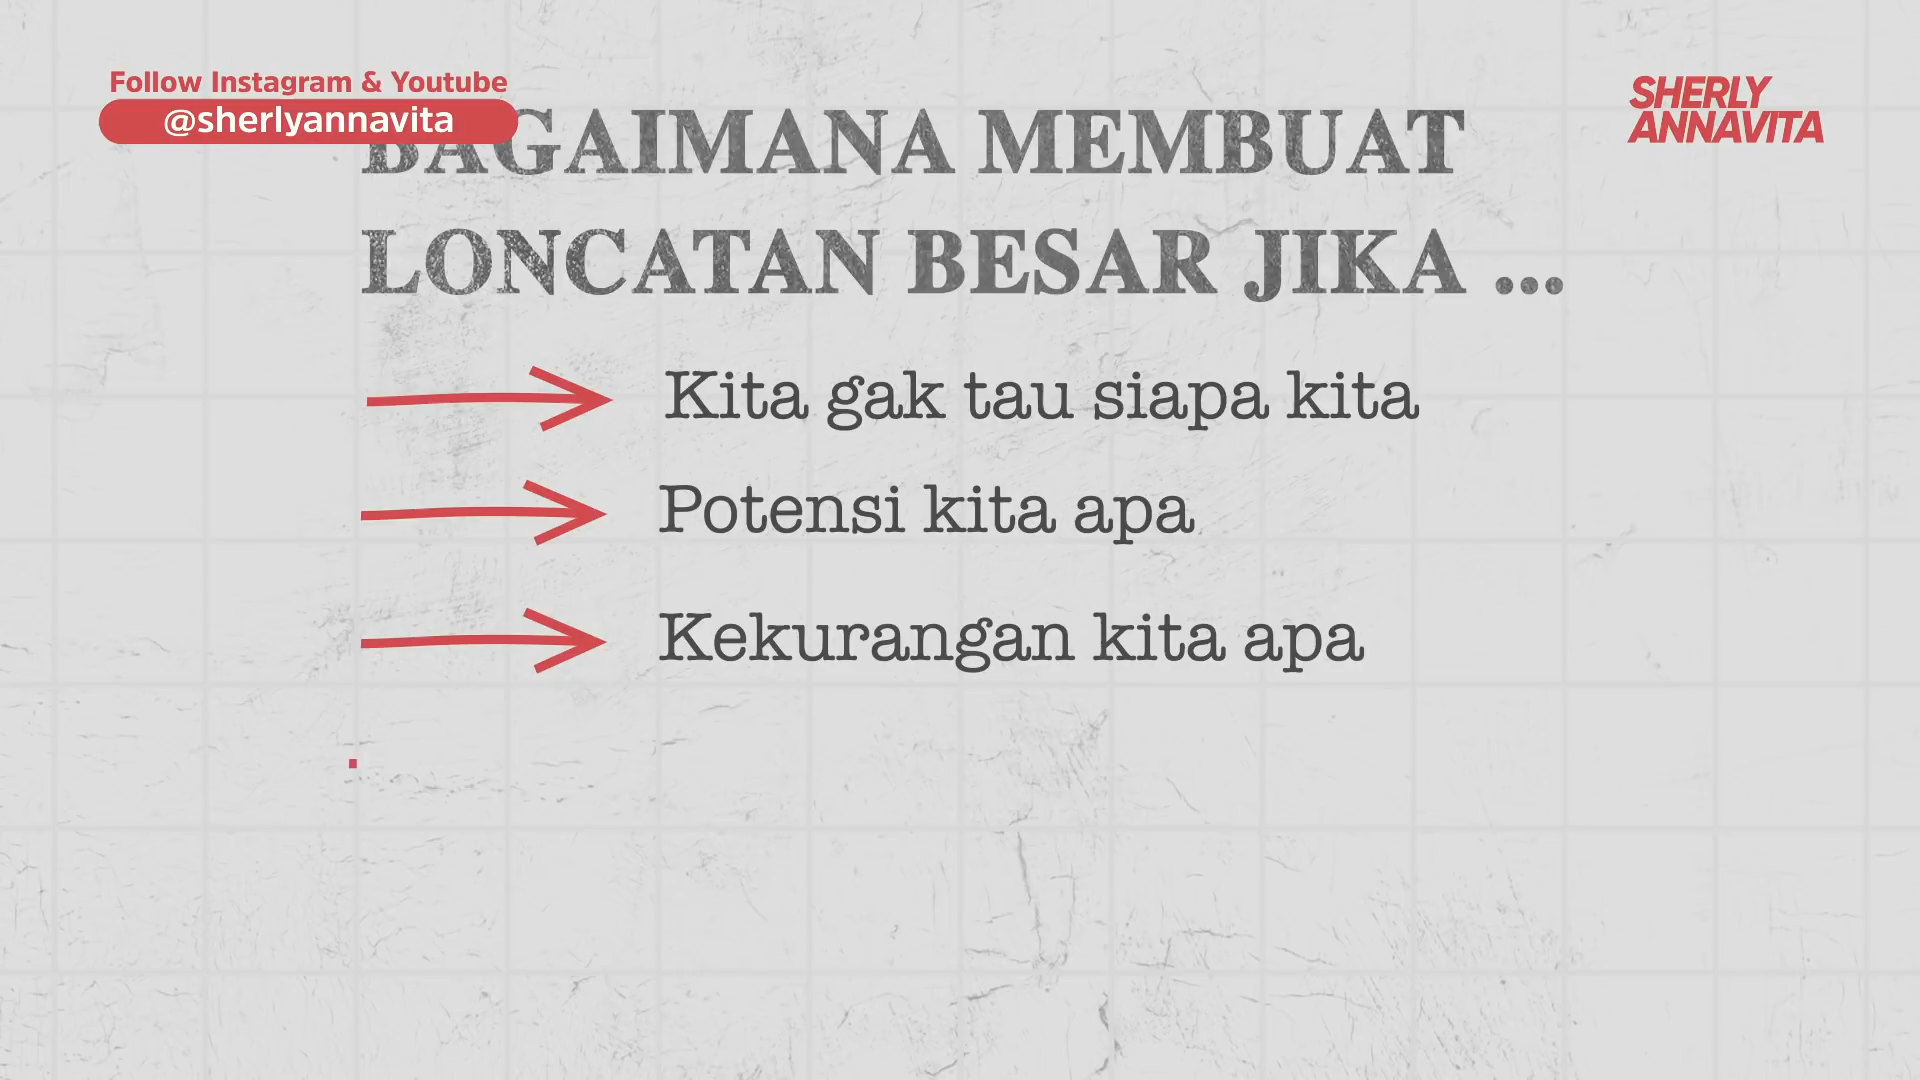 Follow Instagram & Youtube
@sherlyannavita
SHERLY
ANNAVITA
BAGAIMANA MEMBUAT
LONCATAN BESAR JIKA ...
Kita gak tau siapa kita
Potensi kita apa
Kekurangan kita apa